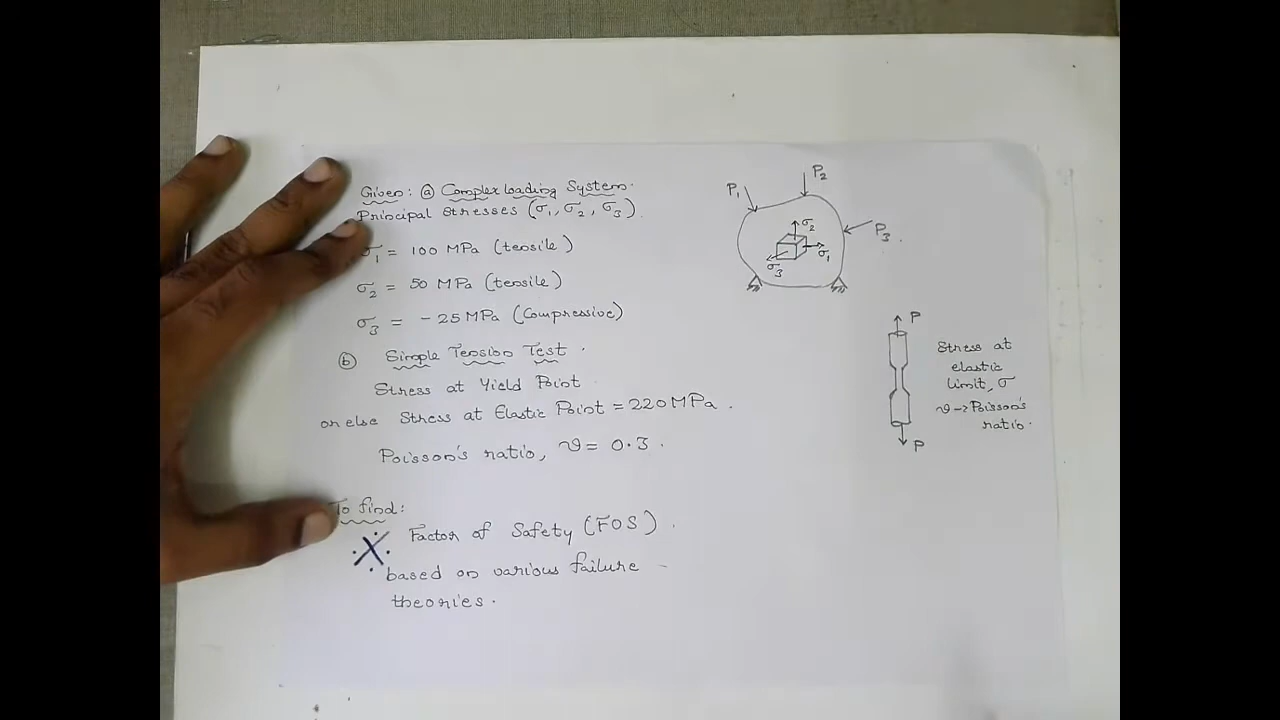 Given: ⓐ Complex loading System.
Principal stresses (σ1, σ2, σ3).
σ1 = 100 MPa (tensile)
σ2 = 50 MPa (tensile)
σ3 = -25 MPa (Compressive)
ⓑ Simple Tension Test.
Stress at Yield Point
or else Stress at Elastic Point = 220 MPa.
Poisson's ratio, ν = 0.3.
To find:
Factor of Safety (FOS).
based on various failure
theories.
P1
P2
P3.
σ2
σ1
σ3
P
Stress at
elastic
limit, σ
ν → Poisson's
ratio.
P